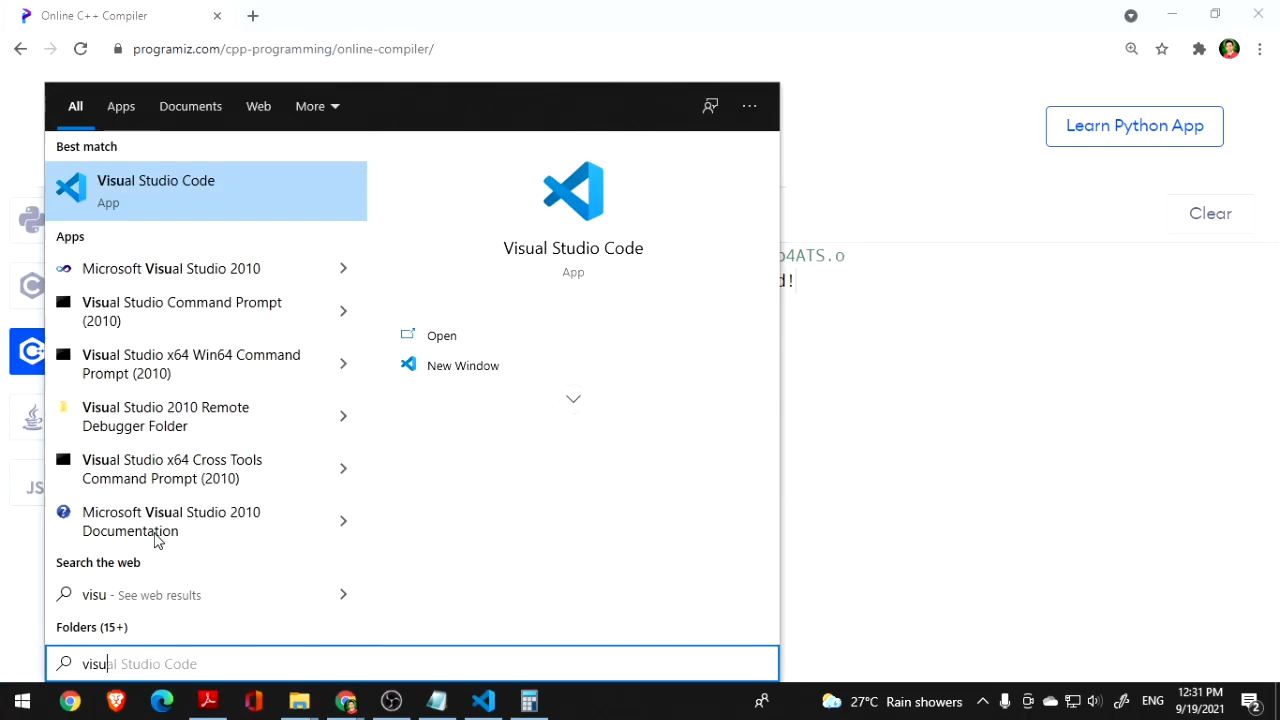 Online C++ Compiler
programiz.com/cpp-programming/online-compiler/
All Apps Documents Web More
Learn Python App
Best match
Visual Studio Code
App
Apps
Microsoft Visual Studio 2010
Visual Studio Command Prompt
(2010)
Visual Studio x64 Win64 Command
Prompt (2010)
Visual Studio 2010 Remote
Debugger Folder
Visual Studio x64 Cross Tools
Command Prompt (2010)
Microsoft Visual Studio 2010
Documentation
Search the web
visu - See web results
Folders (15+)
visual Studio Code
Visual Studio Code
App
Open
New Window
Clear
o4ATS.o
d!
JS
27°C Rain showers
ENG
12:31 PM
9/19/2021
2